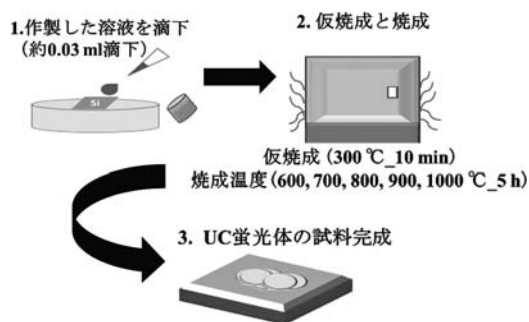 1.作製した溶液を滴下
(約0.03 ml滴下)
Si
2. 仮焼成と焼成
仮焼成 (300 ℃_10 min)
焼成温度 (600, 700, 800, 900, 1000 ℃_5 h)
3. UC蛍光体の試料完成